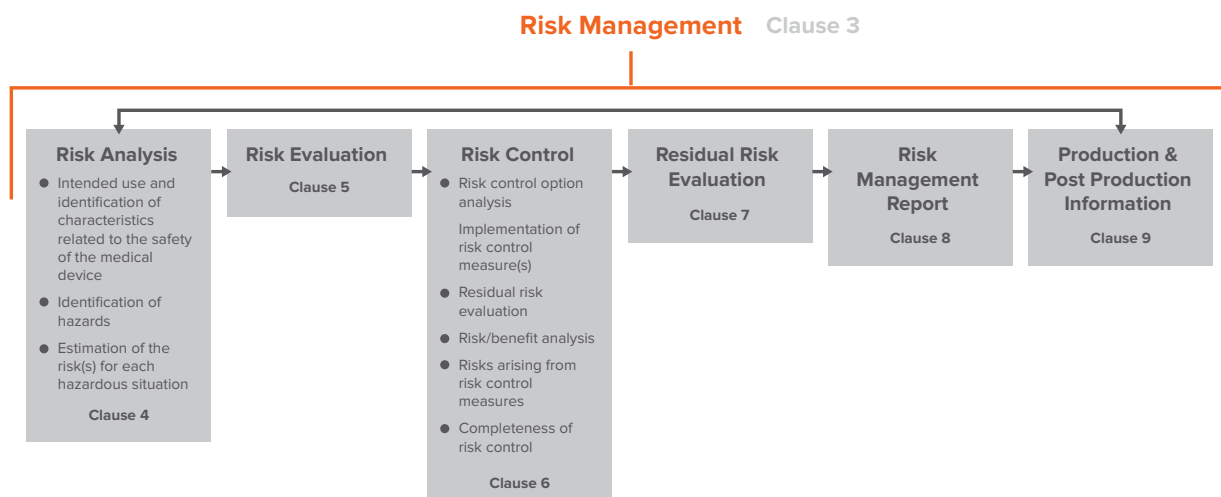 Risk Management Clause 3
Risk Analysis
Intended use and
identification of
characteristics
related to the safety
of the medical
device
Identification of
hazards
Estimation of the
risk(s) for each
hazardous situation
Clause 4
Risk Evaluation
Clause 5
Risk Control
Risk control option
analysis
Implementation of
risk control
measure(s)
Residual risk
evaluation
Risk/benefit analysis
Risks arising from
risk control
measures
Completeness of
risk control
Clause 6
Residual Risk
Evaluation
Clause 7
Risk
Management
Report
Clause 8
Production &
Post Production
Information
Clause 9